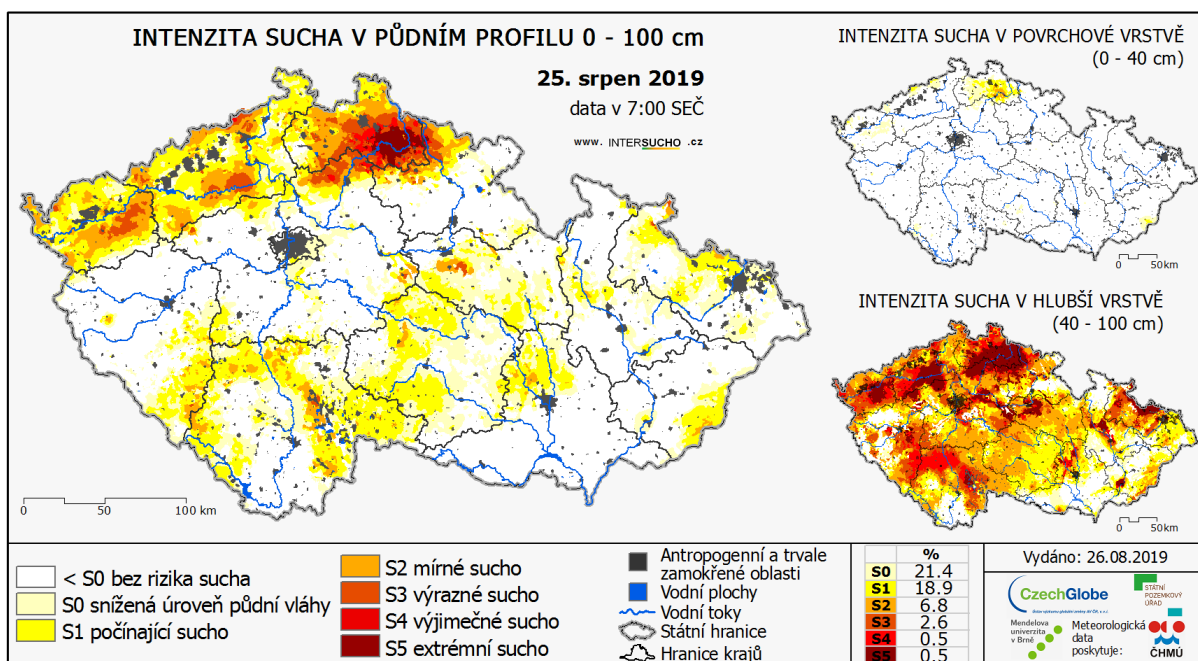 INTENZITA SUCHA V PŮDNÍM PROFILU 0 - 100 cm
25. srpen 2019
data v 7:00 SEČ
www. INTERSUCHO .cz
INTENZITA SUCHA V POVRCHOVÉ VRSTVĚ
(0 - 40 cm)
0 50km
INTENZITA SUCHA V HLUBŠÍ VRSTVĚ
(40 - 100 cm)
0 50km
0 50 100 km
< S0 bez rizika sucha
S0 snížená úroveň půdní vláhy
S1 počínající sucho
S2 mírné sucho
S3 výrazné sucho
S4 výjimečné sucho
S5 extrémní sucho
Antropogenní a trvale
zamokřené oblasti
Vodní plochy
Vodní toky
Státní hranice
Hranice krajů
%
S0 21.4
S1 18.9
S2 6.8
S3 2.6
S4 0.5
S5 0.5
Vydáno: 26.08.2019
CzechGlobe
STÁTNÍ
POZEMKOVÝ
ÚŘAD
Mendelova
univerzita
v Brně
Meteorologická
data
poskytuje:
ČHMÚ